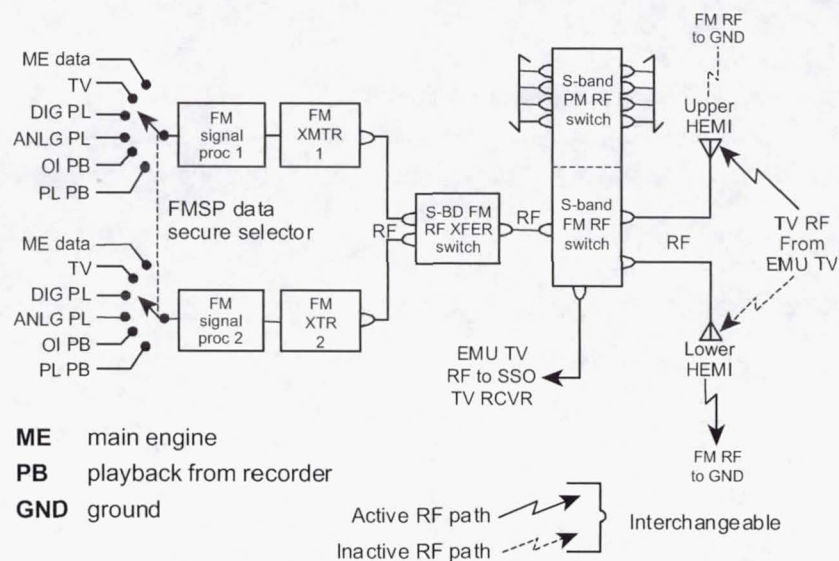 ME data
TV
DIG PL
ANLG PL
OI PB
PL PB
FM
signal
proc 1
FM
XMTR
1
FMSP data
secure selector
ME data
TV
DIG PL
ANLG PL
OI PB
PL PB
FM
signal
proc 2
FM
XTR
2
RF
S-BD FM
RF XFER
switch
RF
S-band
PM RF
switch
S-band
FM RF
switch
RF
FM RF
to GND
Upper
HEMI
TV RF
From
EMU TV
Lower
HEMI
FM RF
to GND
EMU TV
RF to SSO
TV RCVR
ME main engine
PB playback from recorder
GND ground
Active RF path
Inactive RF path
Interchangeable